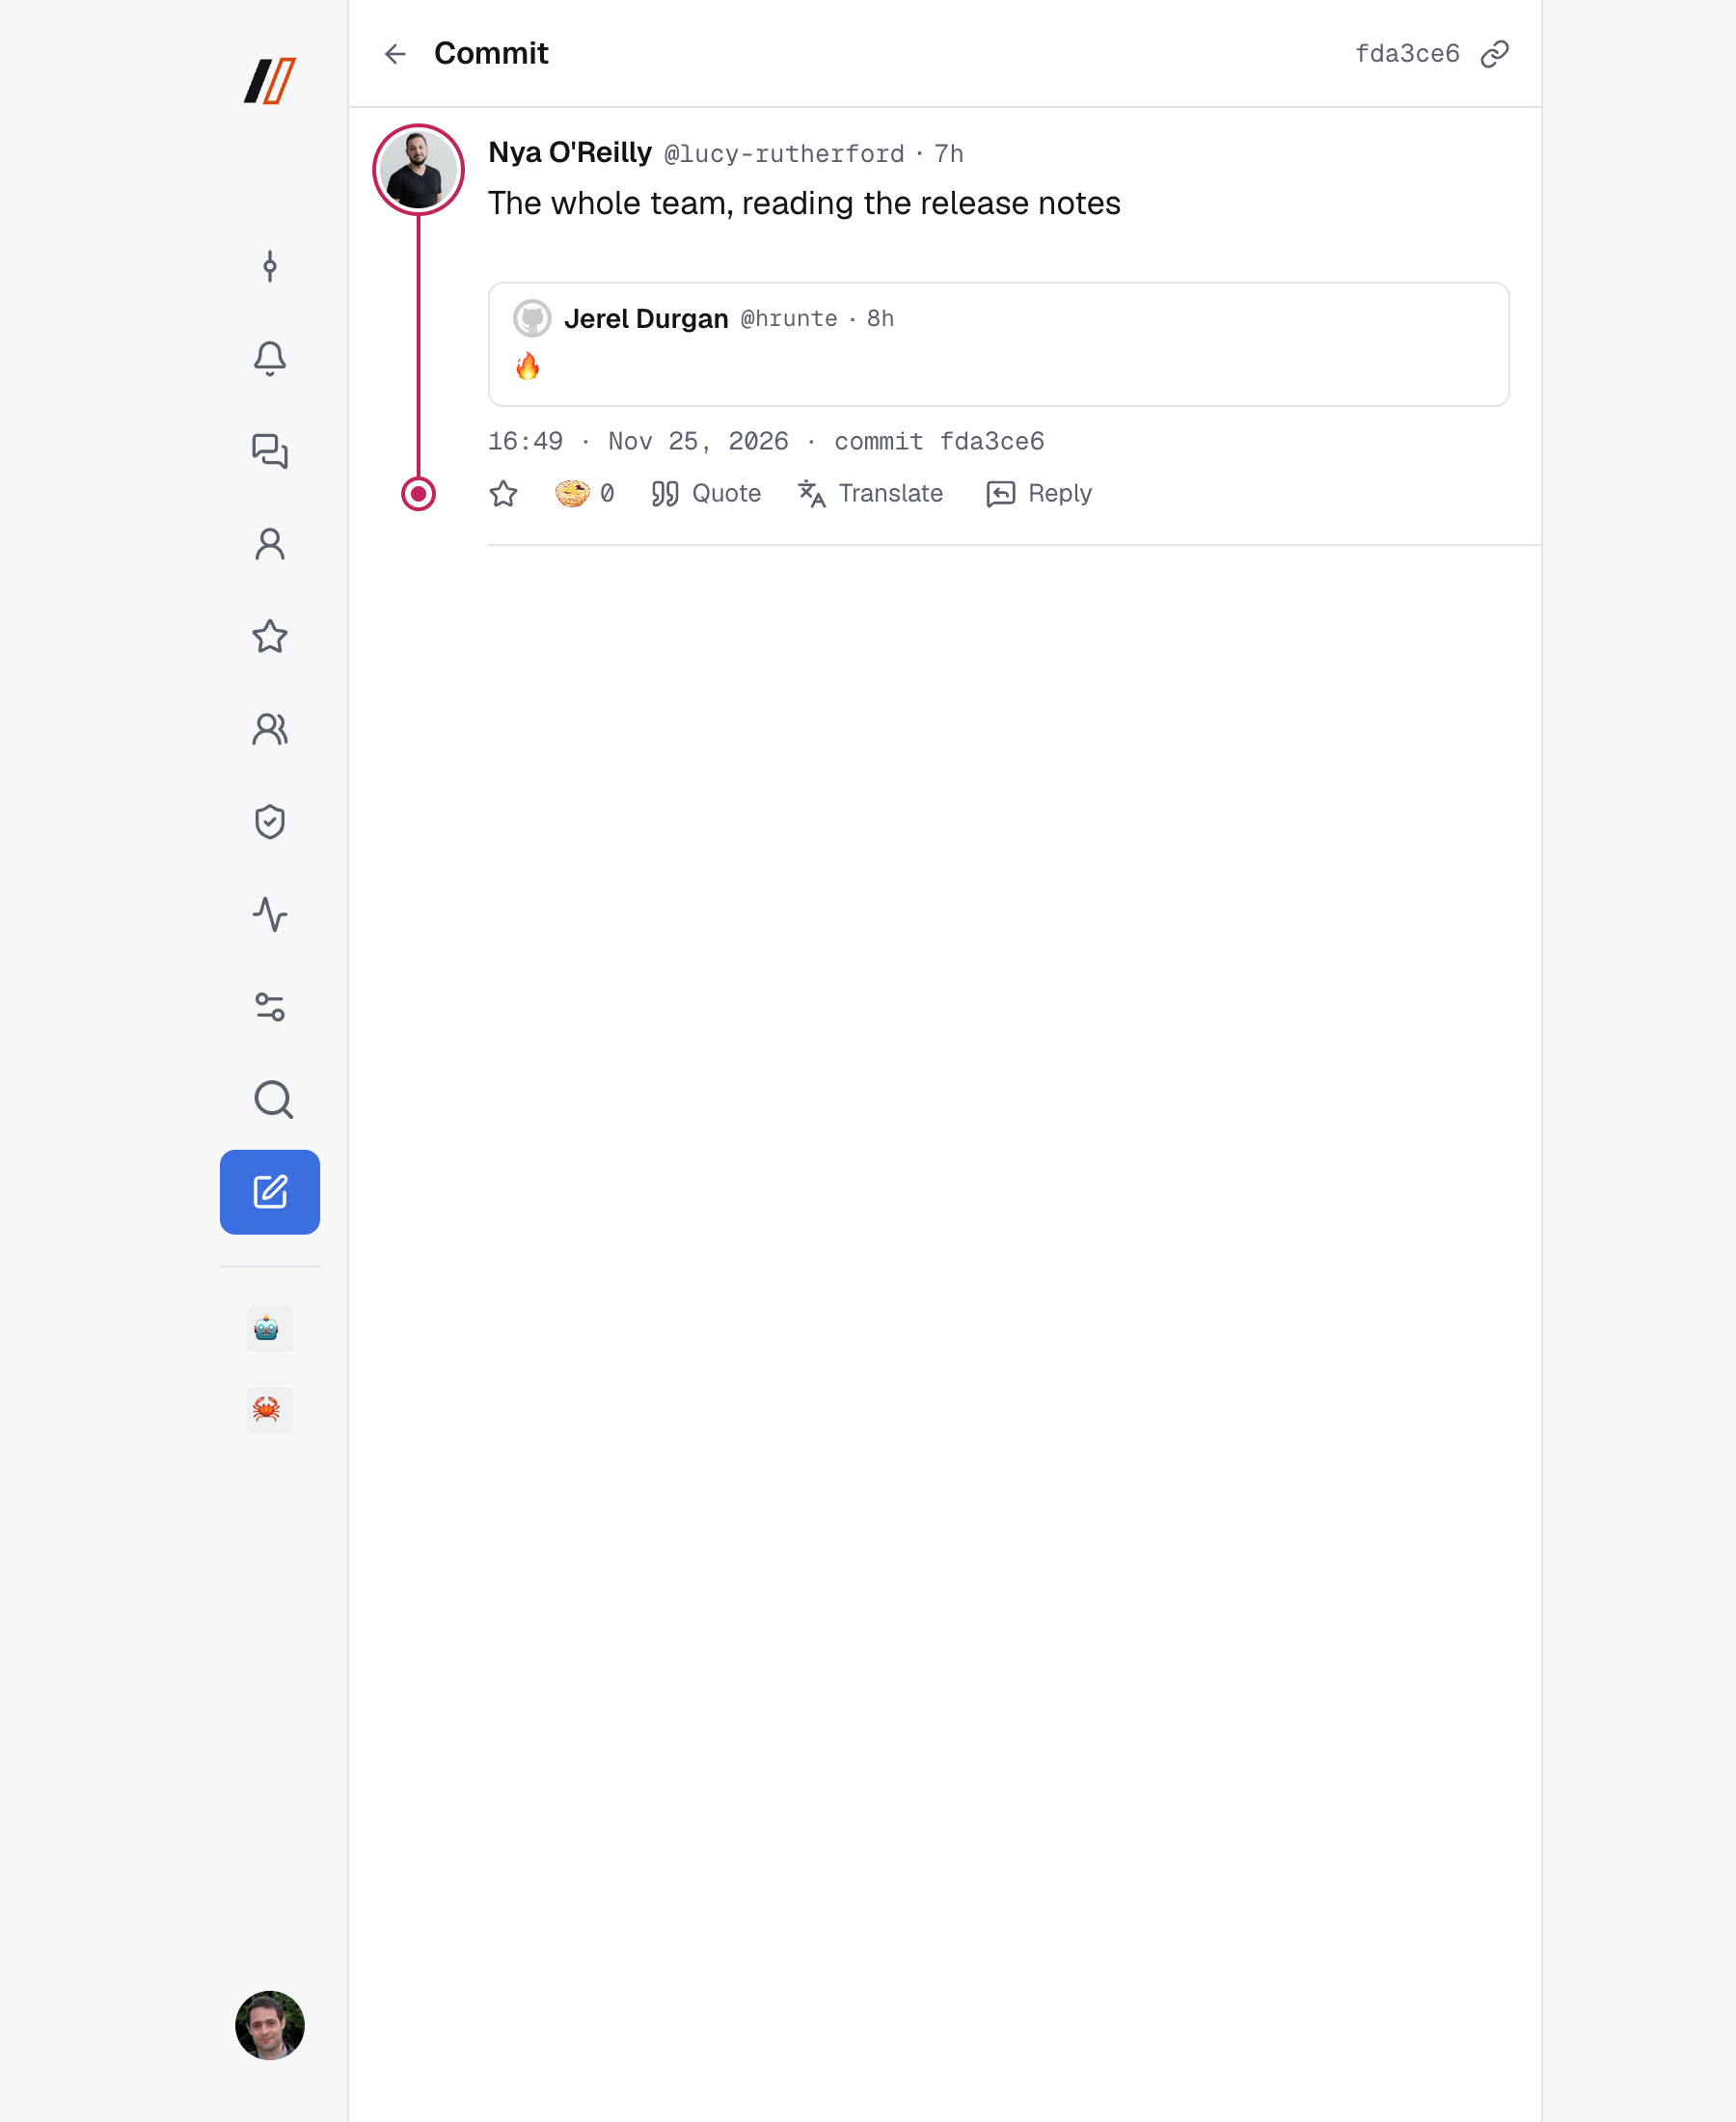 Commit
fda3ce6
Nya O'Reilly @lucy-rutherford · 7h
The whole team, reading the release notes
Jerel Durgan @hrunte · 8h
🔥
16:49 · Nov 25, 2026 · commit fda3ce6
0 Quote Translate Reply